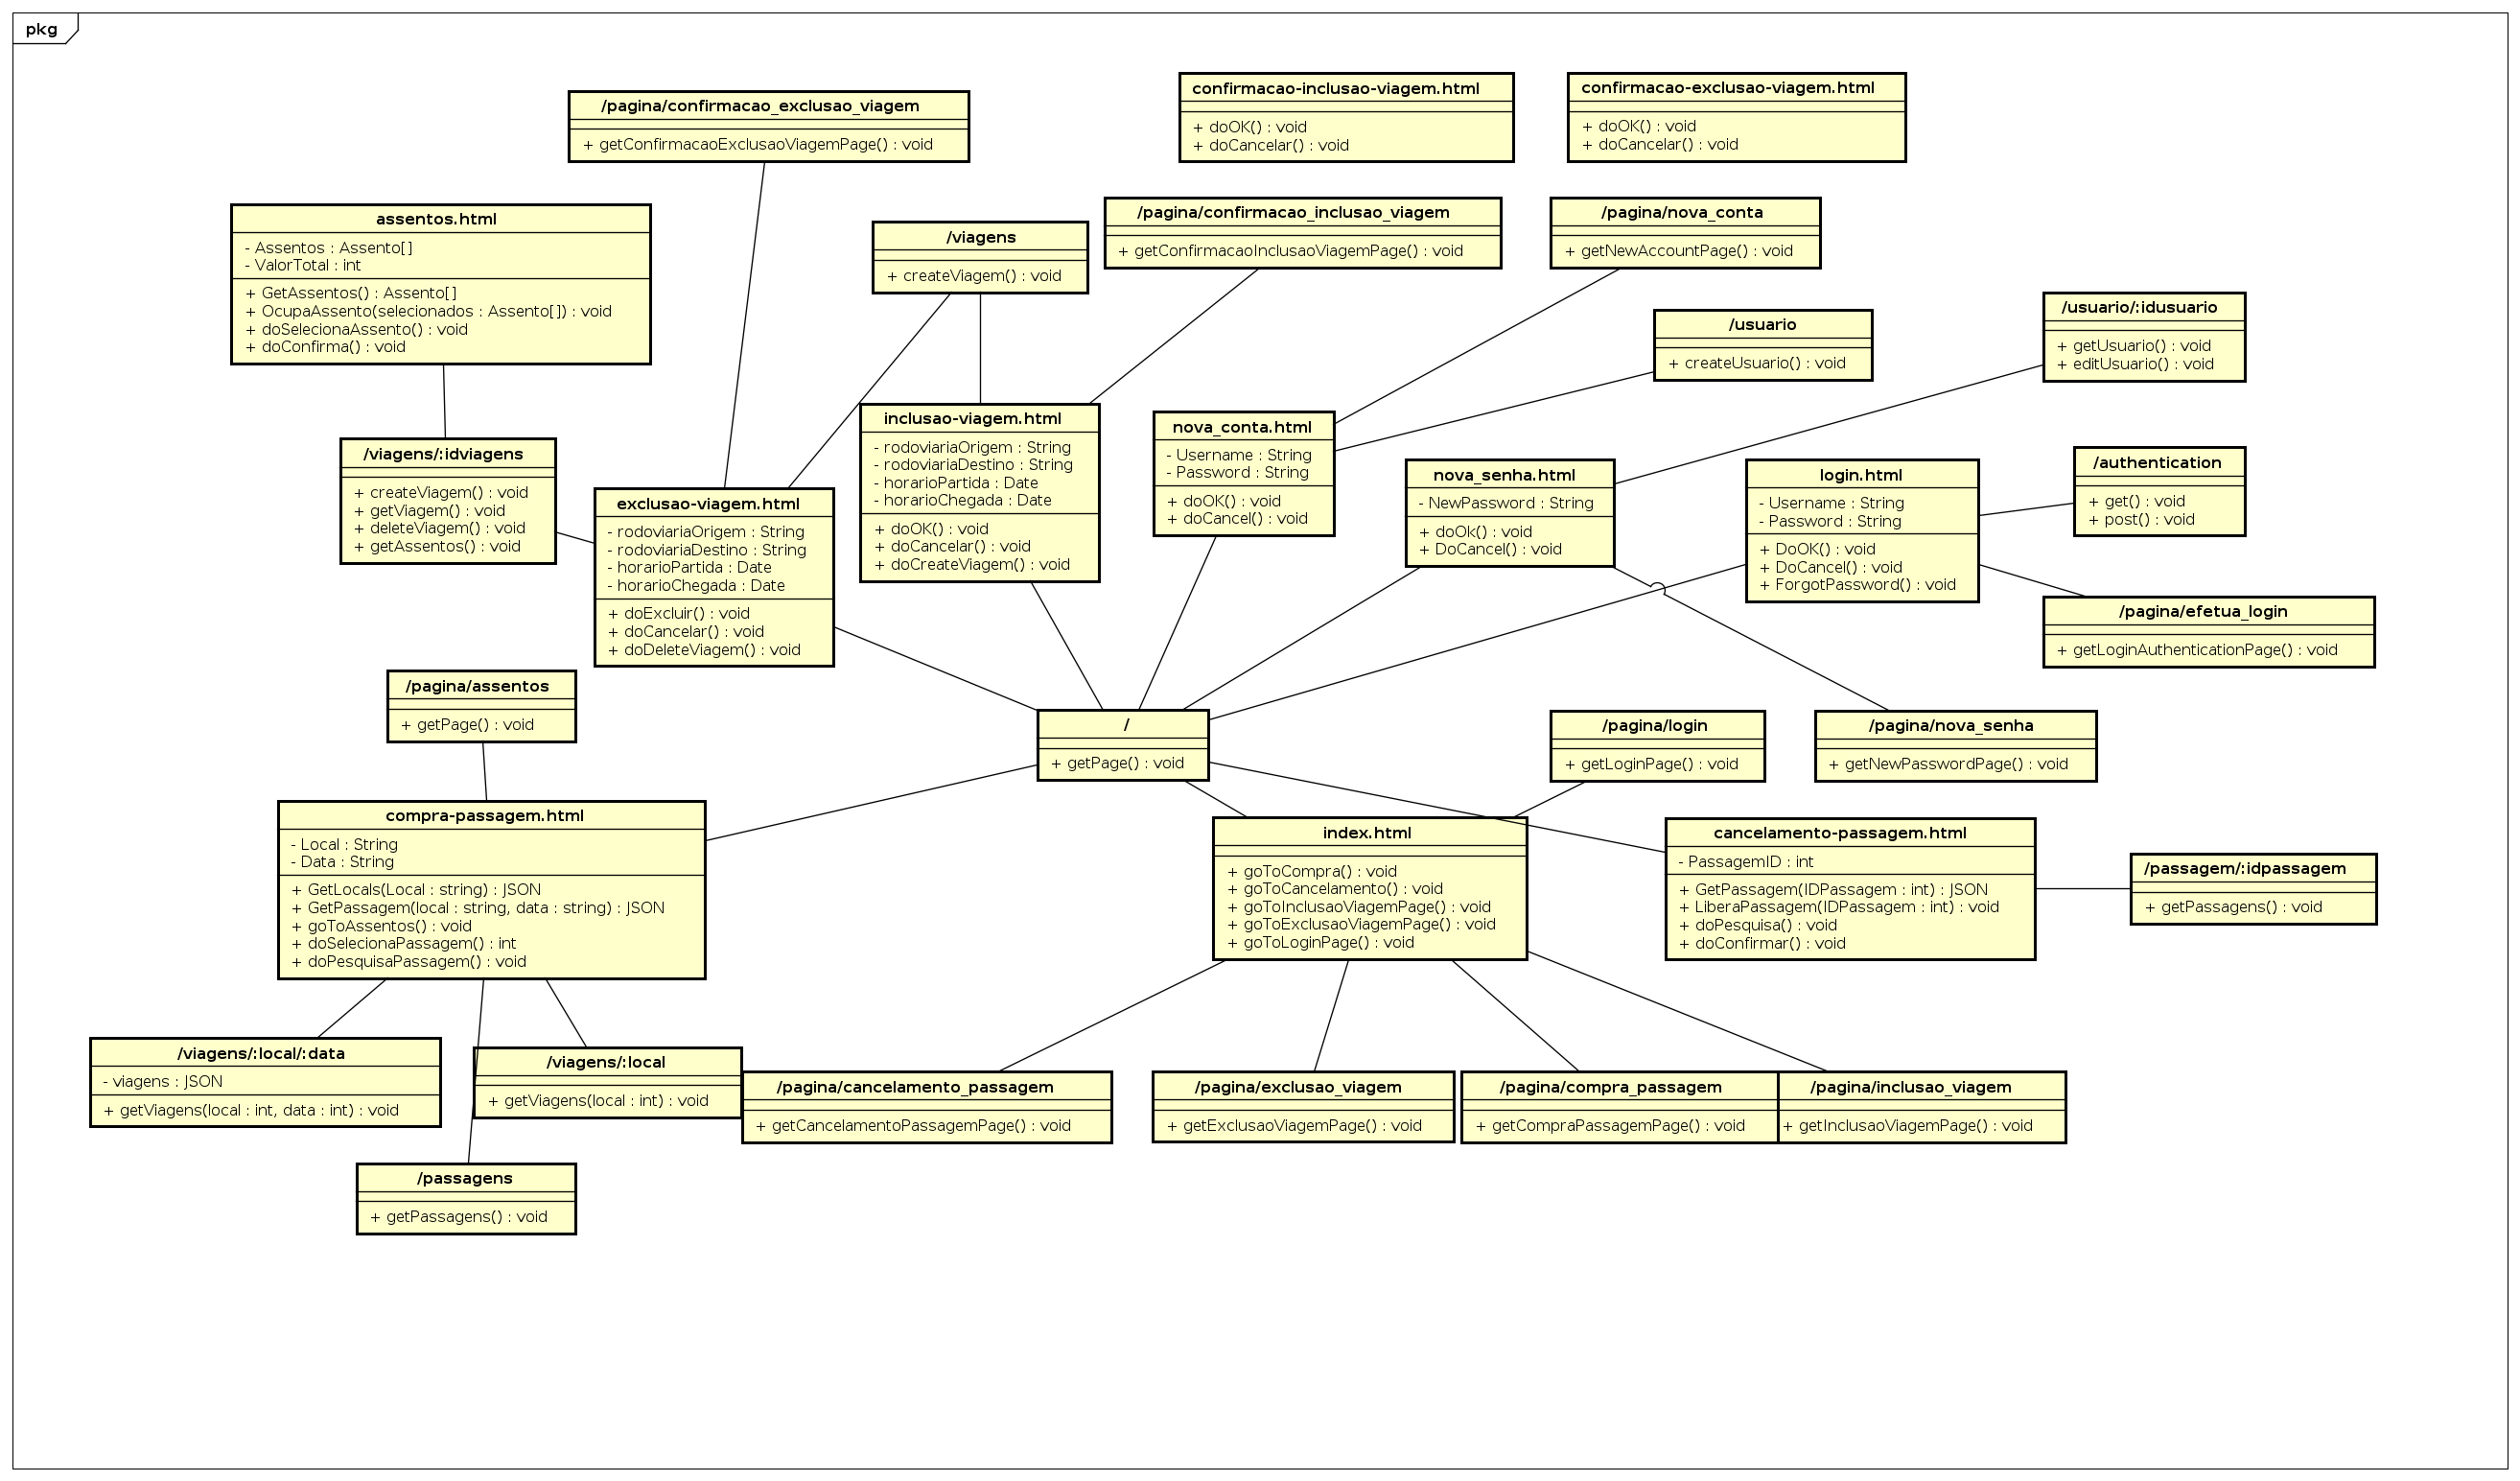 pkg
/pagina/confirmacao_exclusao_viagem
+ getConfirmacaoExclusaoViagemPage() : void
confirmacao-inclusao-viagem.html
+ doOK() : void
+ doCancelar() : void
confirmacao-exclusao-viagem.html
+ doOK() : void
+ doCancelar() : void
assentos.html
- Assentos : Assento[]
- ValorTotal : int
+ GetAssentos() : Assento[]
+ OcupaAssento(selecionados : Assento[]) : void
+ doSelecionaAssento() : void
+ doConfirma() : void
/viagens
+ createViagem() : void
/pagina/confirmacao_inclusao_viagem
+ getConfirmacaoInclusaoViagemPage() : void
/pagina/nova_conta
+ getNewAccountPage() : void
/usuario
+ createUsuario() : void
/usuario/:idusuario
+ getUsuario() : void
+ editUsuario() : void
/viagens/:idviagens
+ createViagem() : void
+ getViagem() : void
+ deleteViagem() : void
+ getAssentos() : void
exclusao-viagem.html
- rodoviariaOrigem : String
- rodoviariaDestino : String
- horarioPartida : Date
- horarioChegada : Date
+ doExcluir() : void
+ doCancelar() : void
+ doDeleteViagem() : void
inclusao-viagem.html
- rodoviariaOrigem : String
- rodoviariaDestino : String
- horarioPartida : Date
- horarioChegada : Date
+ doOK() : void
+ doCancelar() : void
+ doCreateViagem() : void
nova_conta.html
- Username : String
- Password : String
+ doOK() : void
+ doCancel() : void
nova_senha.html
- NewPassword : String
+ doOk() : void
+ DoCancel() : void
login.html
- Username : String
- Password : String
+ DoOK() : void
+ DoCancel() : void
+ ForgotPassword() : void
/authentication
+ get() : void
+ post() : void
/pagina/efetua_login
+ getLoginAuthenticationPage() : void
/pagina/assentos
+ getPage() : void
/
+ getPage() : void
/pagina/login
+ getLoginPage() : void
/pagina/nova_senha
+ getNewPasswordPage() : void
compra-passagem.html
- Local : String
- Data : String
+ GetLocals(Local : string) : JSON
+ GetPassagem(local : string, data : string) : JSON
+ goToAssentos() : void
+ doSelecionaPassagem() : int
+ doPesquisaPassagem() : void
index.html
+ goToCompra() : void
+ goToCancelamento() : void
+ goToInclusaoViagemPage() : void
+ goToExclusaoViagemPage() : void
+ goToLoginPage() : void
cancelamento-passagem.html
- PassagemID : int
+ GetPassagem(IDPassagem : int) : JSON
+ LiberaPassagem(IDPassagem : int) : void
+ doPesquisa() : void
+ doConfirmar() : void
/passagem/:idpassagem
+ getPassagens() : void
/viagens/:local/:data
- viagens : JSON
+ getViagens(local : int, data : int) : void
/viagens/:local
+ getViagens(local : int) : void
/pagina/cancelamento_passagem
+ getCancelamentoPassagemPage() : void
/pagina/exclusao_viagem
+ getExclusaoViagemPage() : void
/pagina/compra_passagem
+ getCompraPassagemPage() : void
/pagina/inclusao_viagem
+ getInclusaoViagemPage() : void
/passagens
+ getPassagens() : void